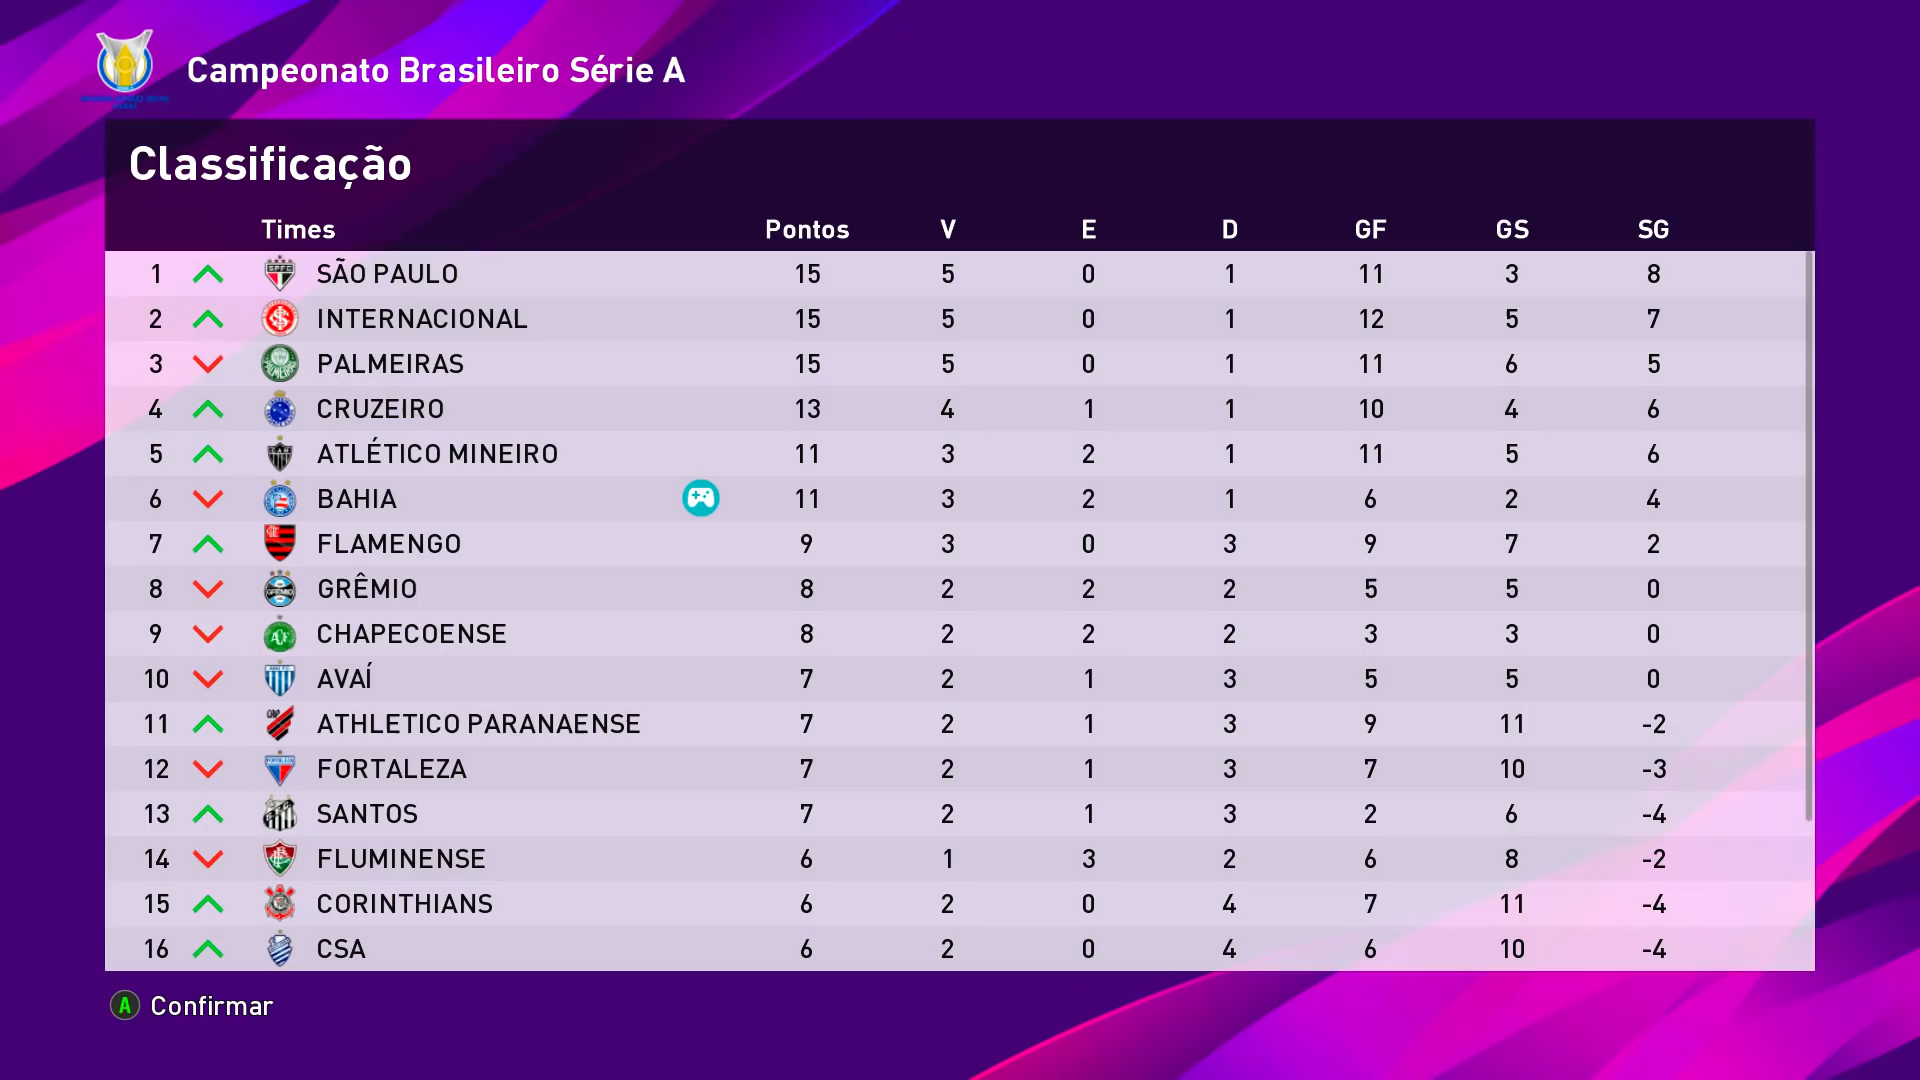 Campeonato Brasileiro Série A
Classificação
Times Pontos V E D GF GS SG
1 SÃO PAULO 15 5 0 1 11 3 8
2 INTERNACIONAL 15 5 0 1 12 5 7
3 PALMEIRAS 15 5 0 1 11 6 5
4 CRUZEIRO 13 4 1 1 10 4 6
5 ATLÉTICO MINEIRO 11 3 2 1 11 5 6
6 BAHIA 11 3 2 1 6 2 4
7 FLAMENGO 9 3 0 3 9 7 2
8 GRÊMIO 8 2 2 2 5 5 0
9 CHAPECOENSE 8 2 2 2 3 3 0
10 AVAÍ 7 2 1 3 5 5 0
11 ATHLETICO PARANAENSE 7 2 1 3 9 11 -2
12 FORTALEZA 7 2 1 3 7 10 -3
13 SANTOS 7 2 1 3 2 6 -4
14 FLUMINENSE 6 1 3 2 6 8 -2
15 CORINTHIANS 6 2 0 4 7 11 -4
16 CSA 6 2 0 4 6 10 -4
A Confirmar